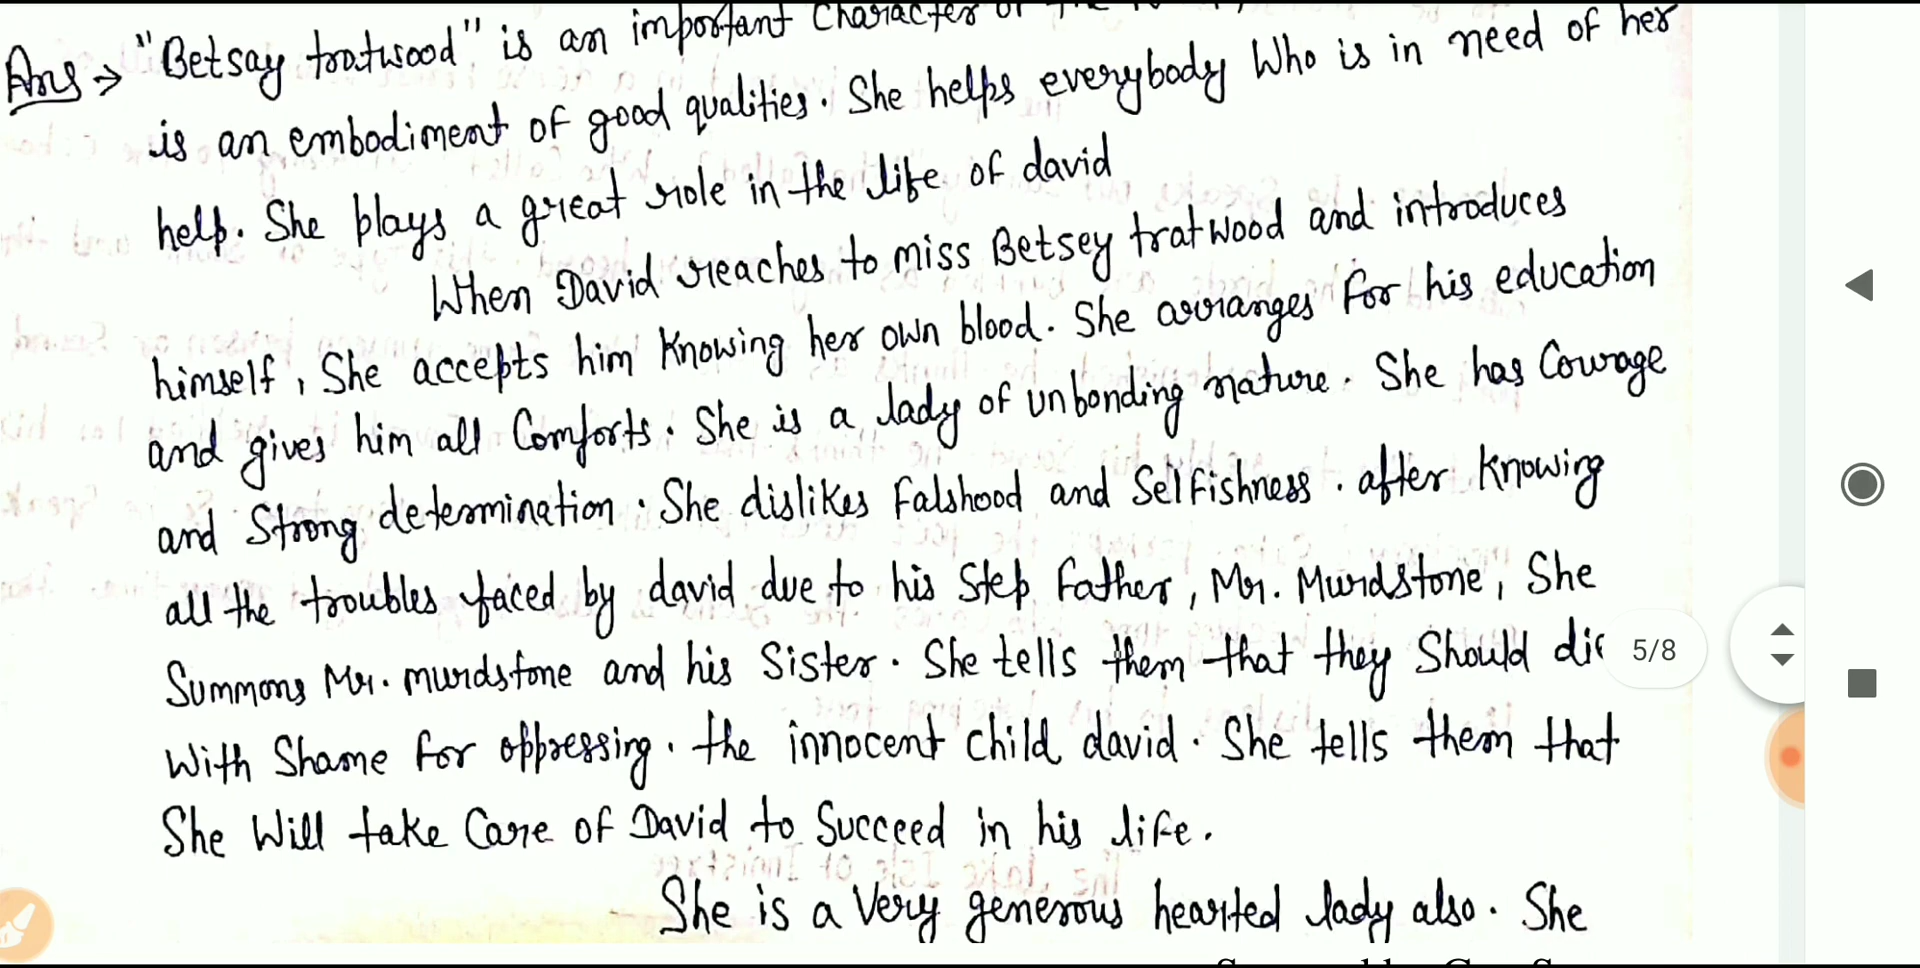 Ans → "Betsay tratwood" is an important Character of
is an embodiment of good qualities. She helps everybody Who is in need of her
help. She plays a great role in the life of david
When David reaches to miss Betsey tratwood and introduces
himself, She accepts him Knowing her own blood. She arranges for his education
and gives him all Comforts. She is a lady of unbonding nature. She has Courage
and Strong determination. She dislikes Falshood and Selfishness. after Knowing
all the troubles faced by david due to his Step Father, Mr. Murdstone, She
Summons Mr. murdstone and his Sister. She tells them that they Should die
With Shame for oppressing. the innocent child david. She tells them that
She Will take Care of David to Succeed in his life.
She is a Very generous hearted lady also. She
5/8